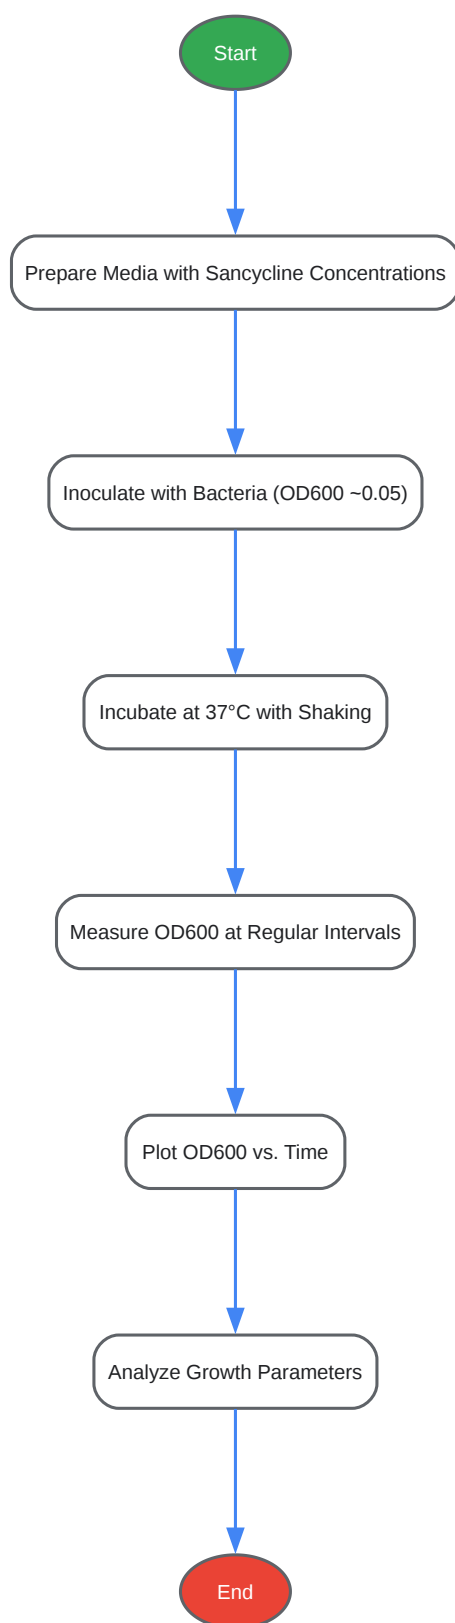 Start
Prepare Media with Sancycline Concentrations
Inoculate with Bacteria (OD600 ~0.05)
Incubate at 37°C with Shaking
Measure OD600 at Regular Intervals
Plot OD600 vs. Time
Analyze Growth Parameters
End